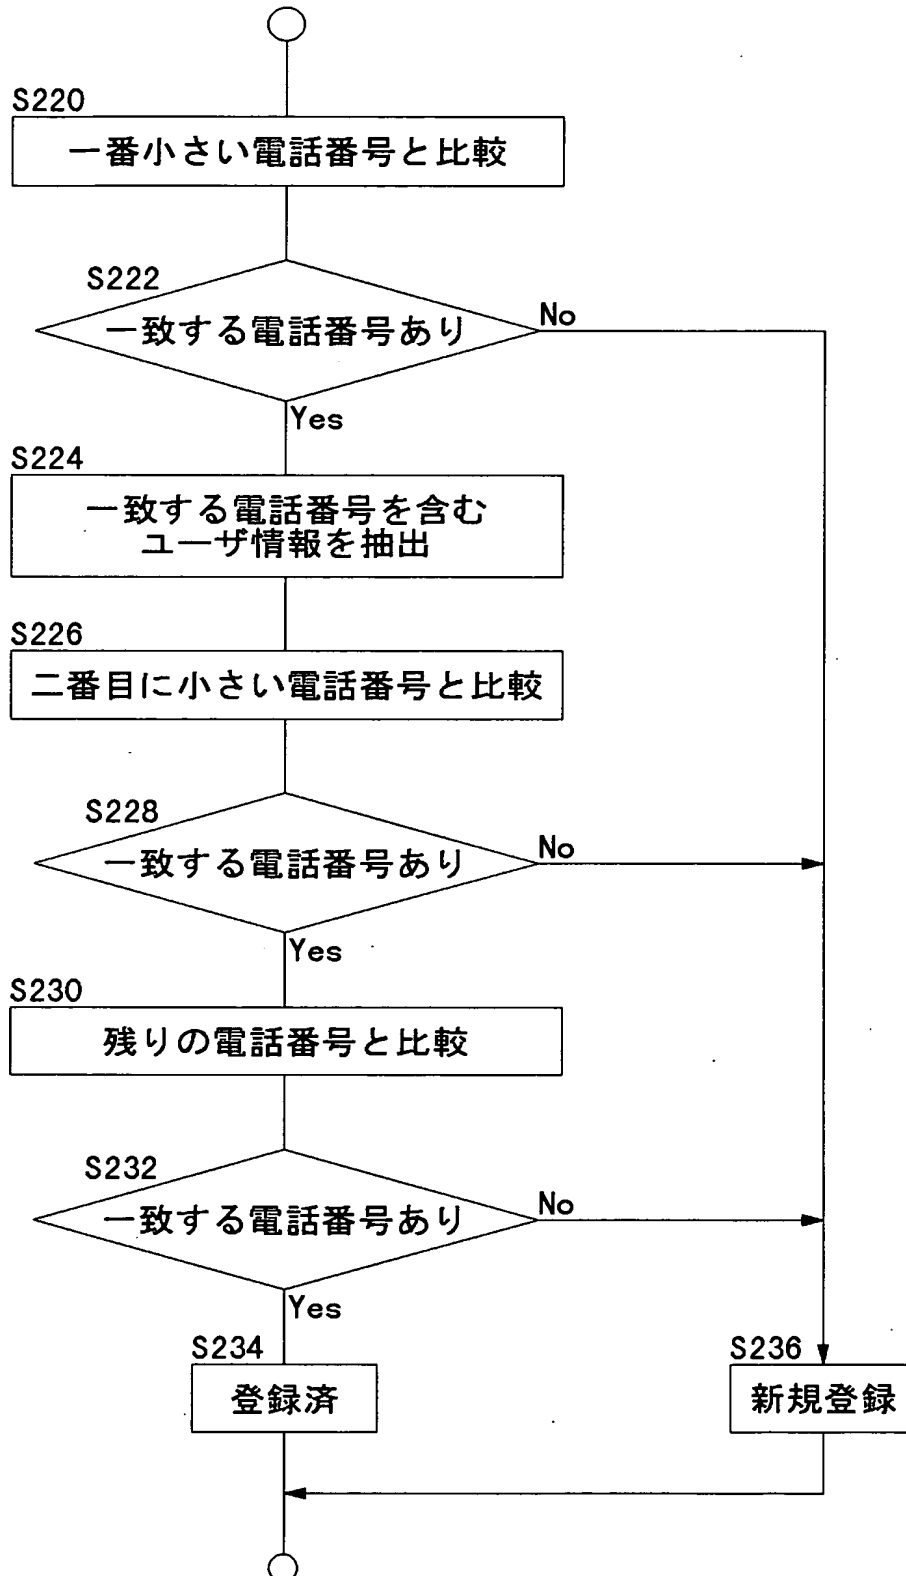 S220
一番小さい電話番号と比較
S222
一致する電話番号あり
No
Yes
S224
一致する電話番号を含む
ユーザ情報を抽出
S226
二番目に小さい電話番号と比較
S228
一致する電話番号あり
No
Yes
S230
残りの電話番号と比較
S232
一致する電話番号あり
No
Yes
S234
登録済
S236
新規登録